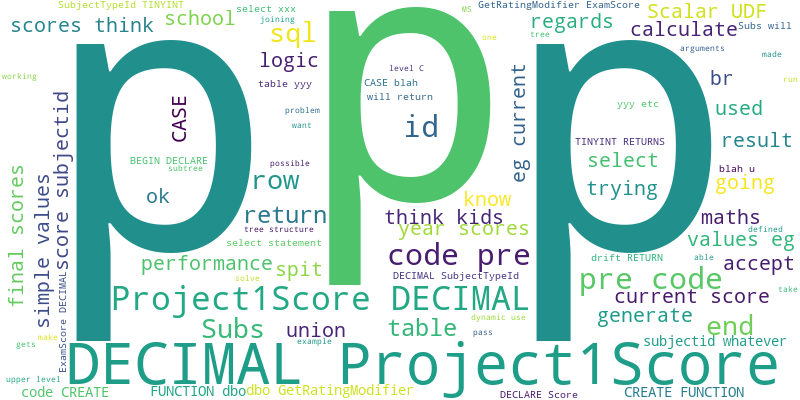 SubjectTypeId TINYINT
select xxx
GetRatingModifier ExamScore
school
joining
MS
regards
Scalar UDF
scores think
sql
one
calculate
Subs will
p
p
p
tree
arguments
logic
level C
made
working
table yyy
CASE blah
br
run
will return
CASE
problem
yyy etc
used
id
want
eg current
TINYINT RETURNS
result
BEGIN DECLARE
possible
select
subtree
blah u
row
going
ok
trying
know
score subjectid
final scores
simple values
return
think kids
maths
tree structure
year scores
defined
select statement
values eg
code pre
performance
spit
drift RETURN
able
accept
DECIMAL SubjectTypeId
solve
pre code
Project1Score DECIMAL
current score
take
ExamScore DECIMAL
dynamic use
generate
Subs
union
table
pass
end
make
example
subjectid whatever
gets
DECIMAL Project1Score
upper level
code CREATE
FUNCTION dbo
dbo GetRatingModifier
DECLARE Score
CREATE FUNCTION